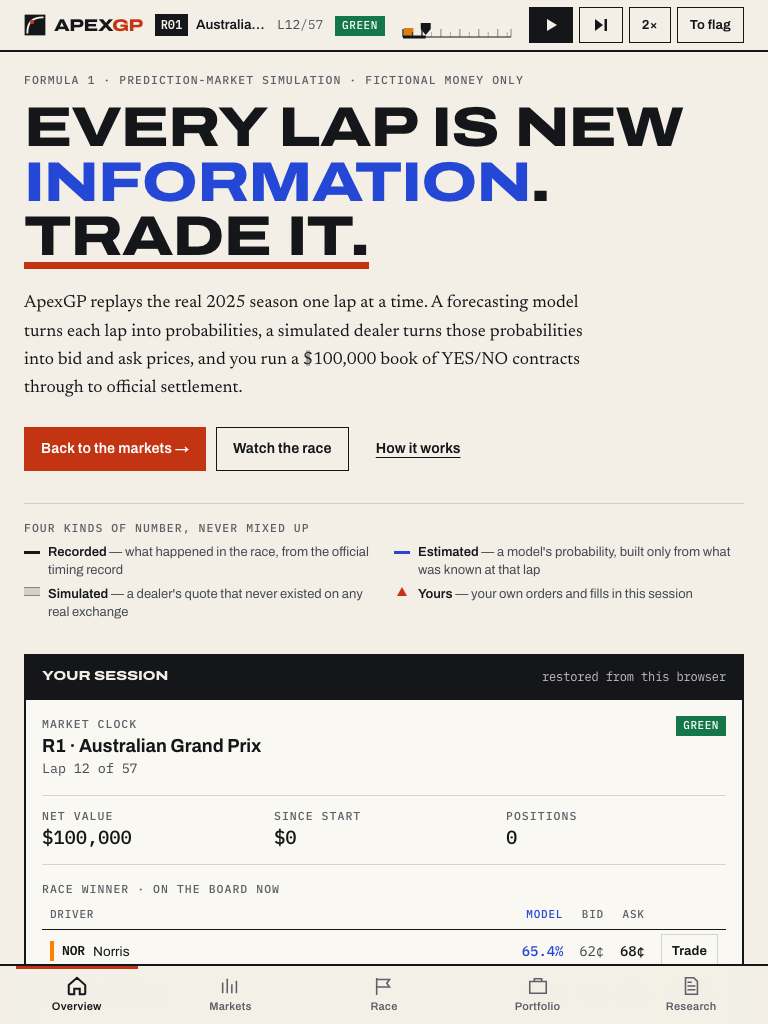 APEXGP R01 Australia... L12/57 GREEN 2× To flag
FORMULA 1 · PREDICTION-MARKET SIMULATION · FICTIONAL MONEY ONLY
EVERY LAP IS NEW
INFORMATION.
TRADE IT.
ApexGP replays the real 2025 season one lap at a time. A forecasting model
turns each lap into probabilities, a simulated dealer turns those probabilities
into bid and ask prices, and you run a $100,000 book of YES/NO contracts
through to official settlement.
Back to the markets → Watch the race How it works
FOUR KINDS OF NUMBER, NEVER MIXED UP
Recorded — what happened in the race, from the official
timing record
Estimated — a model's probability, built only from what
was known at that lap
Simulated — a dealer's quote that never existed on any
real exchange
Yours — your own orders and fills in this session
YOUR SESSION restored from this browser
MARKET CLOCK GREEN
R1 · Australian Grand Prix
Lap 12 of 57
NET VALUE SINCE START POSITIONS
$100,000 $0 0
RACE WINNER · ON THE BOARD NOW
DRIVER MODEL BID ASK
NOR Norris 65.4% 62¢ 68¢ Trade
Overview Markets Race Portfolio Research